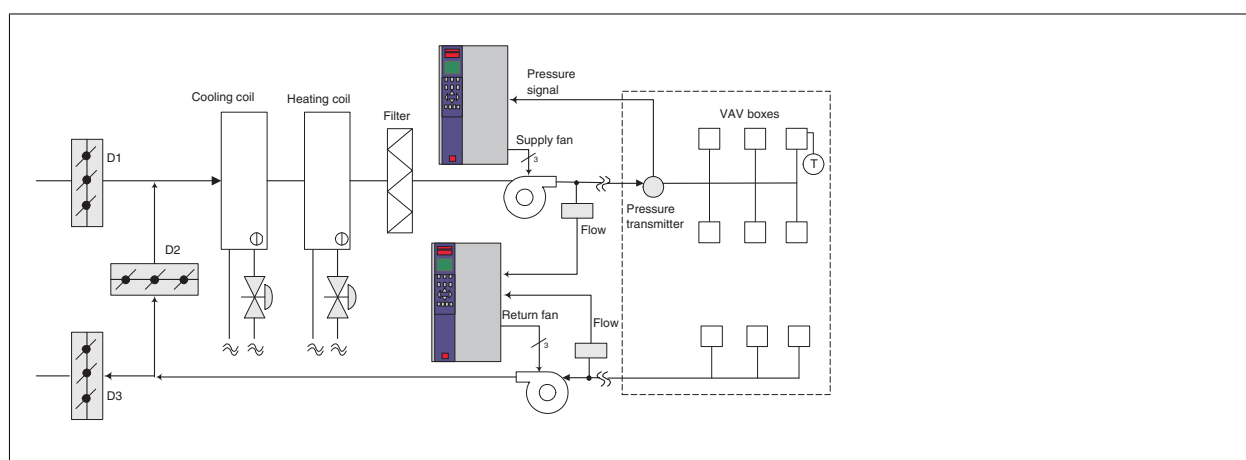 Cooling coil
Heating coil
Filter
Pressure
signal
VAV boxes
Supply fan
3
D1
T
Pressure
transmitter
Flow
D2
Return fan
3
Flow
D3